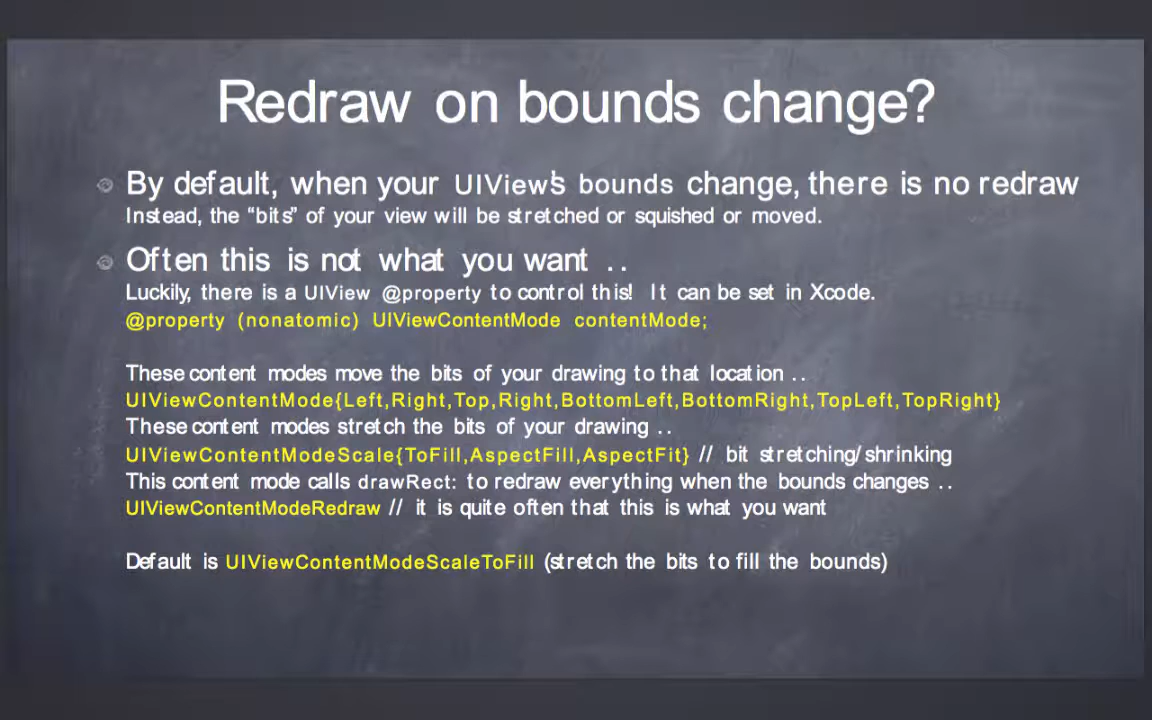 Redraw on bounds change?
By default, when your UIView's bounds change, there is no redraw
Instead, the “bits” of your view will be stretched or squished or moved.
Often this is not what you want ..
Luckily, there is a UIView @property to control this! It can be set in Xcode.
@property (nonatomic) UIViewContentMode contentMode;
These content modes move the bits of your drawing to that location ..
UIViewContentMode{Left,Right,Top,Right,BottomLeft,BottomRight,TopLeft,TopRight}
These content modes stretch the bits of your drawing ..
UIViewContentModeScale{ToFill,AspectFill,AspectFit} // bit stretching/shrinking
This content mode calls drawRect: to redraw everything when the bounds changes ..
UIViewContentModeRedraw // it is quite often that this is what you want
Default is UIViewContentModeScaleToFill (stretch the bits to fill the bounds)